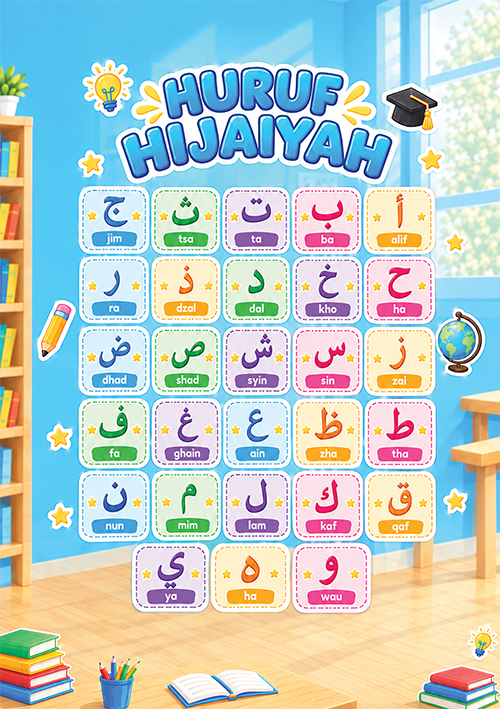 HURUF
HIJAIYAH
أ ب ت ث ج
alif ba ta tsa jim
ح خ د ذ ر
ha kho dal dzal ra
ز س ش ص ض
zai sin syin shad dhad
ط ظ ع غ ف
tha zha ain ghain fa
ق ك ل م ن
qaf kaf lam mim nun
و ه ي
wau ha ya